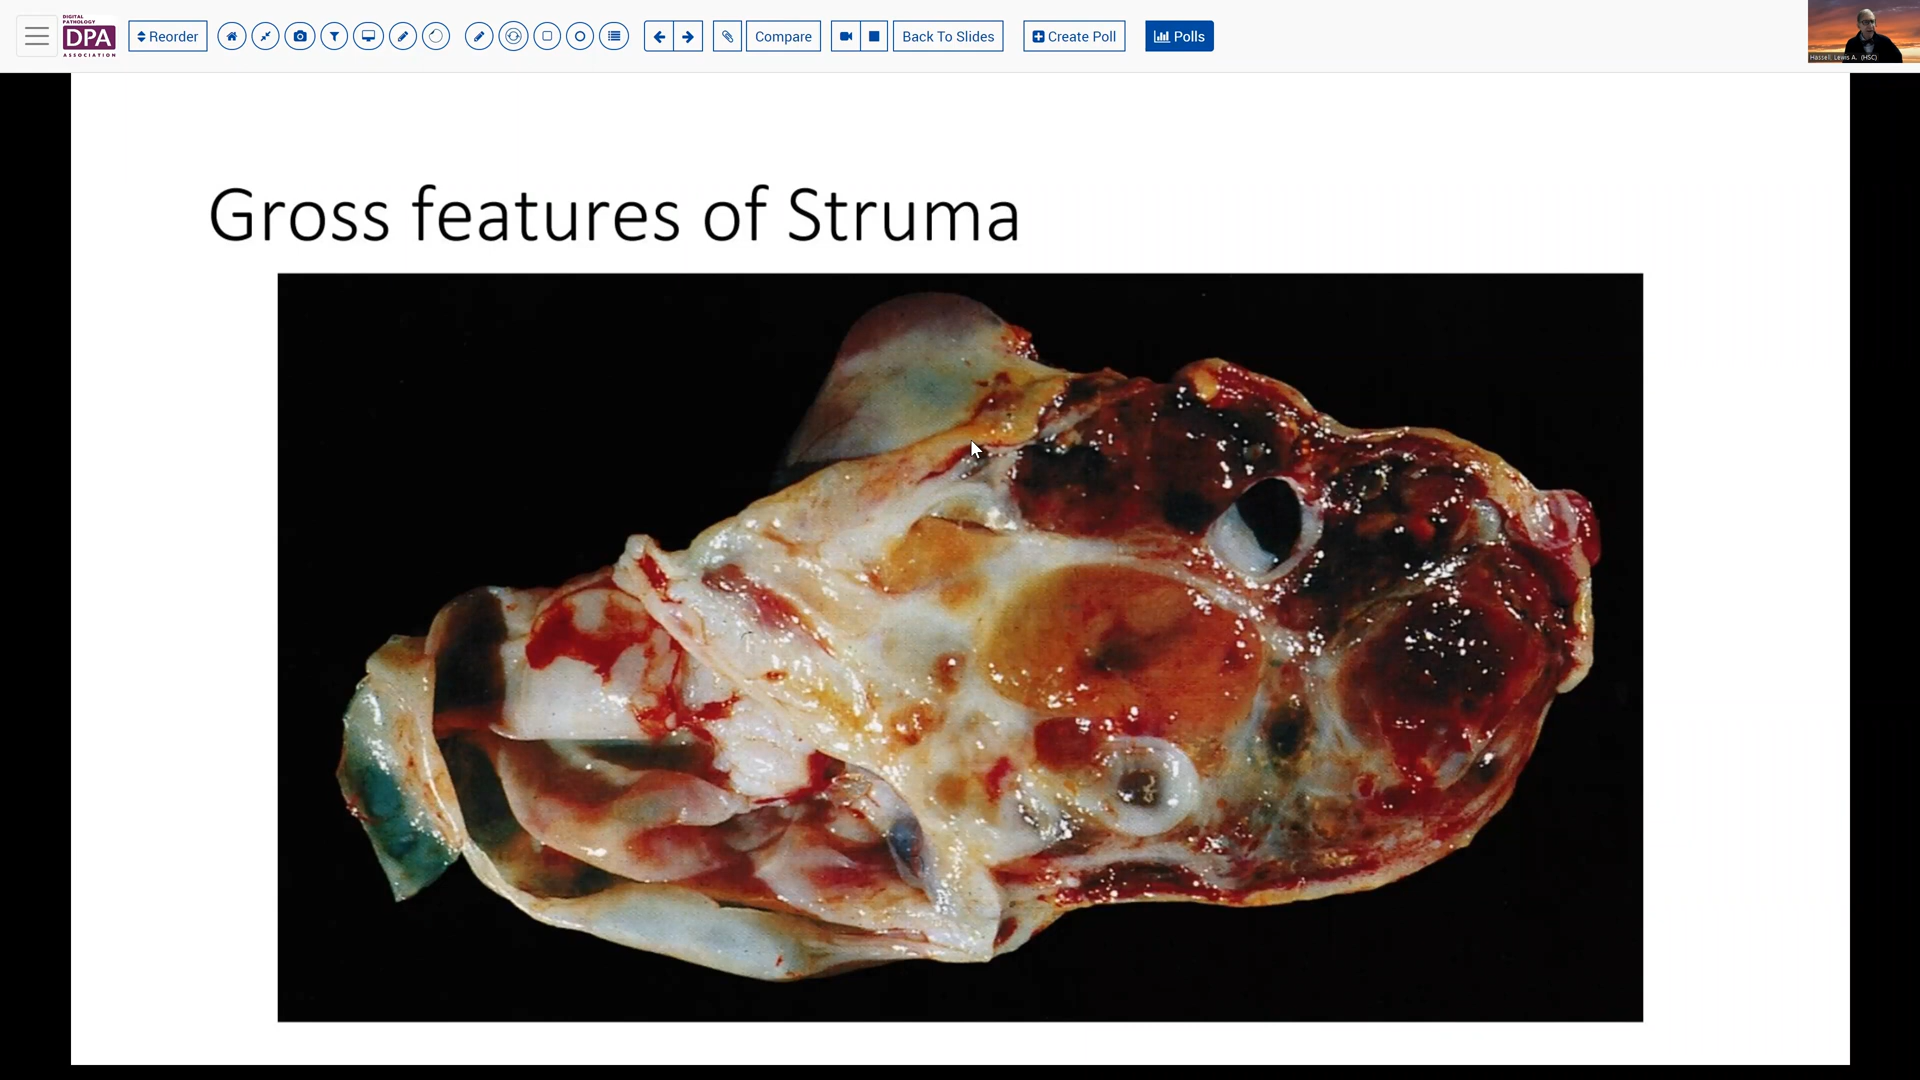 DIGITAL
PATHOLOGY
DPA
ASSOCIATION
Reorder
Compare
Back To Slides
Create Poll
Polls
Hassell, Lewis A. (HSC)
Gross features of Struma